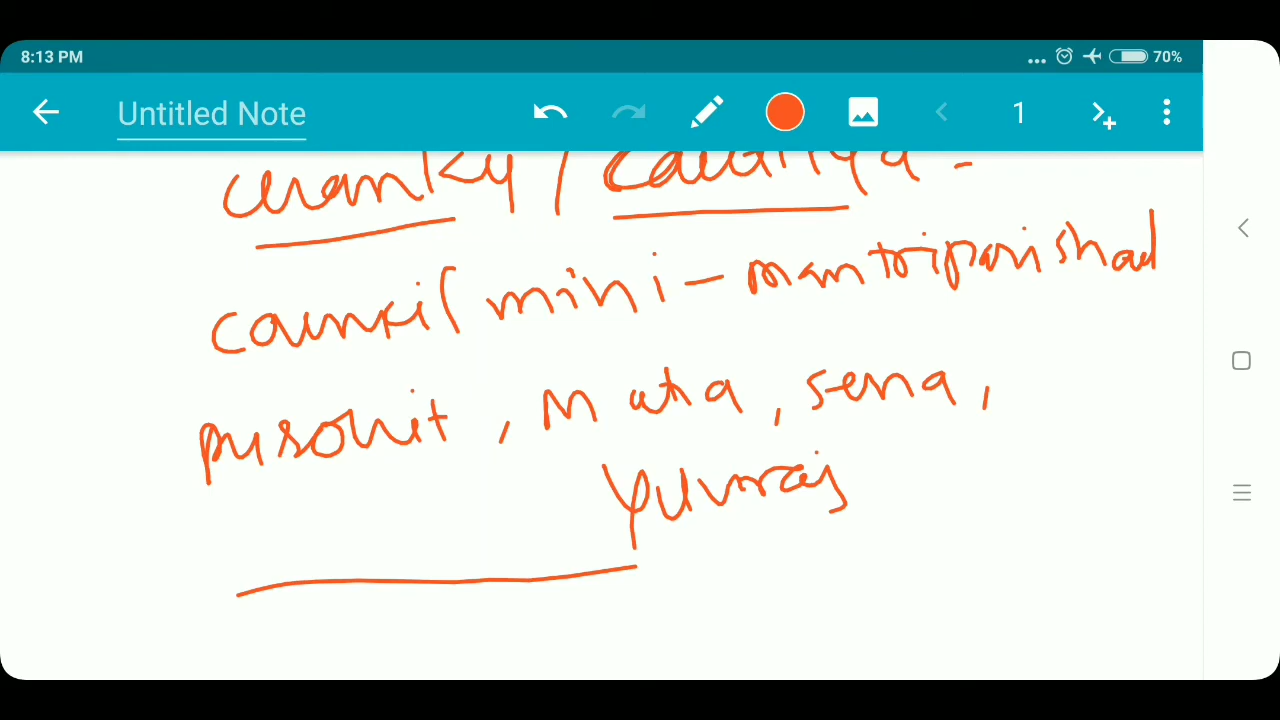 8:13 PM
70%
Untitled Note
1
chanky / Cautilya -
council mini - mantriparishad
purohit, Mata, sena,
Yuvraj